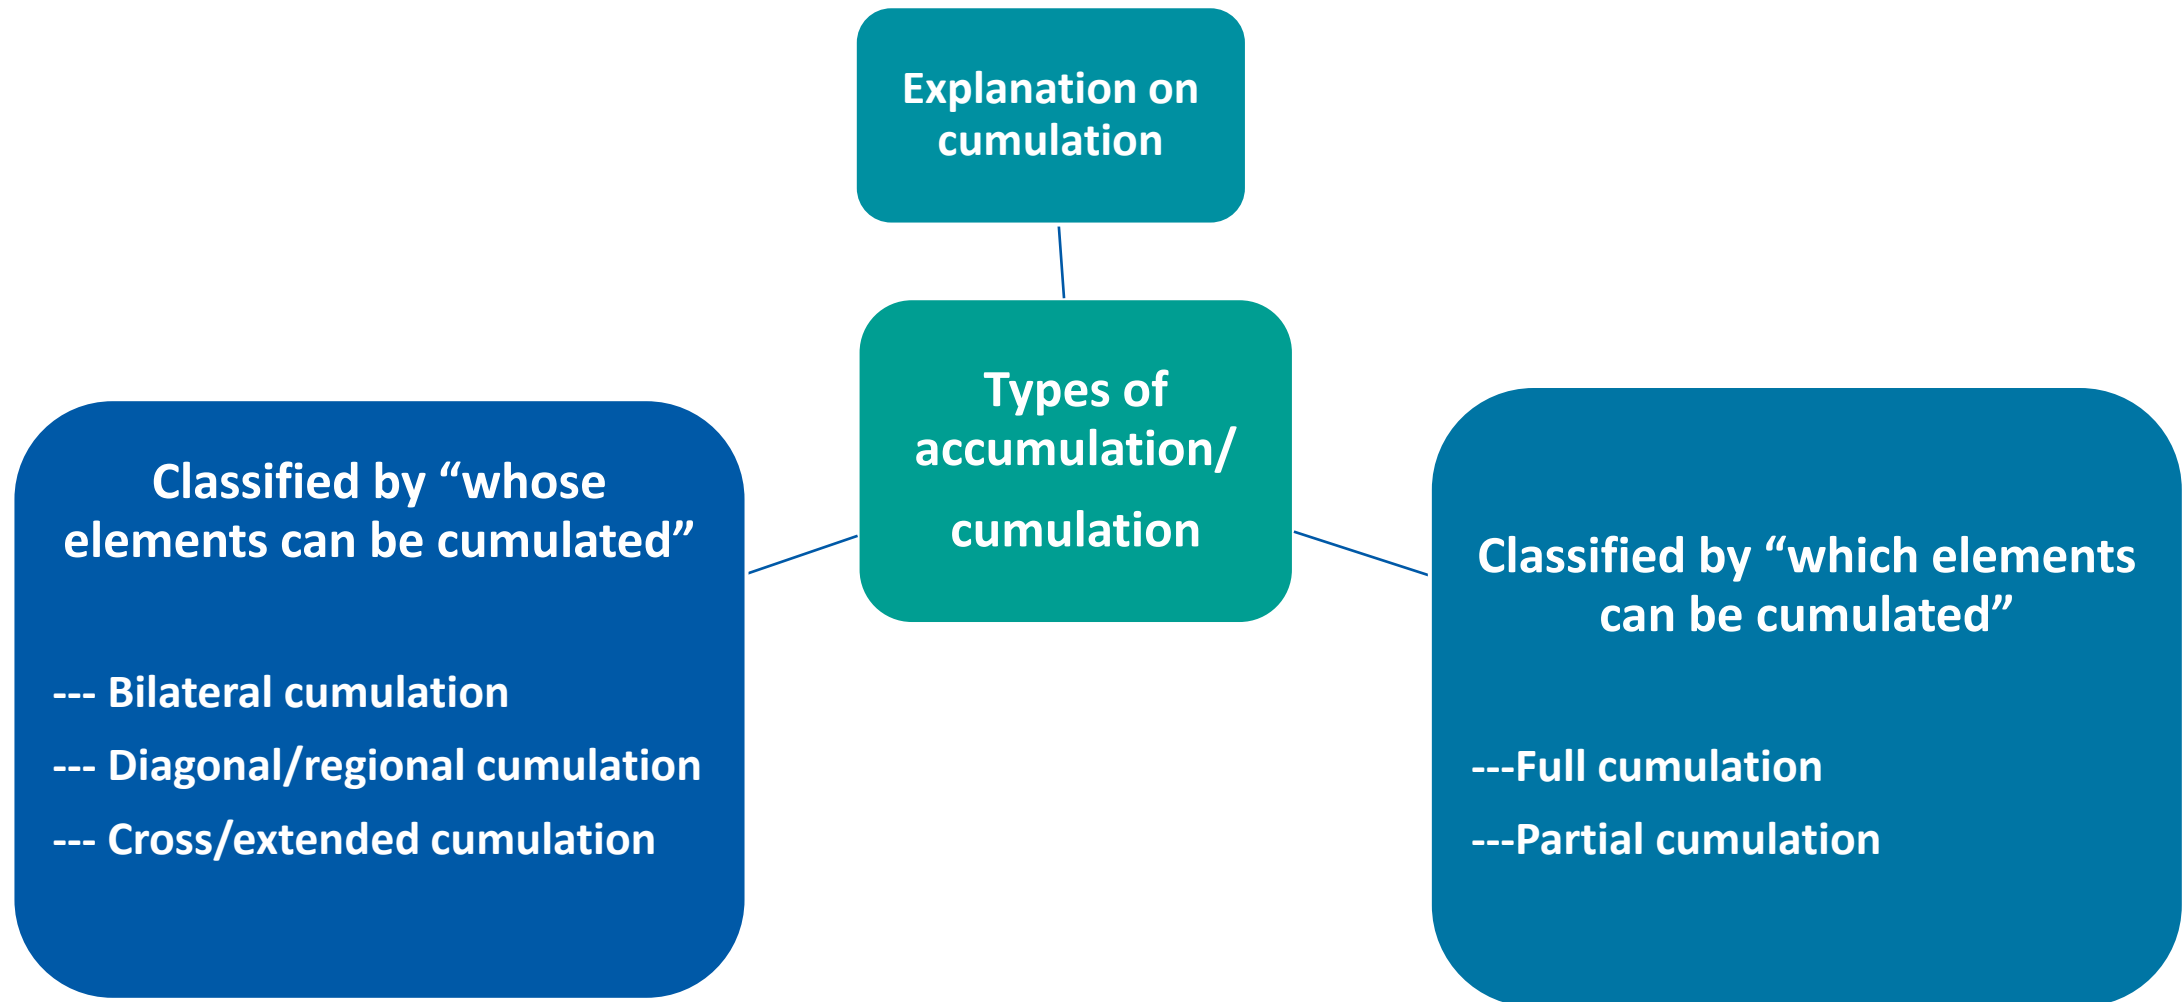 Explanation on
cumulation
Types of
accumulation/
cumulation
Classified by “whose
elements can be cumulated”
--- Bilateral cumulation
--- Diagonal/regional cumulation
--- Cross/extended cumulation
Classified by “which elements
can be cumulated”
---Full cumulation
---Partial cumulation